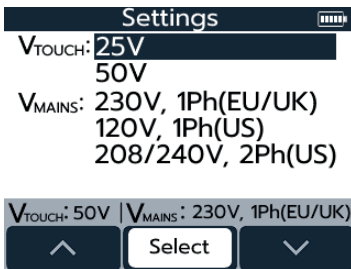 Settings
VTOUCH: 25V
50V
VMAINS: 230V, 1Ph(EU/UK)
120V, 1Ph(US)
208/240V, 2Ph(US)
VTOUCH: 50V | VMAINS: 230V, 1Ph(EU/UK)
Select